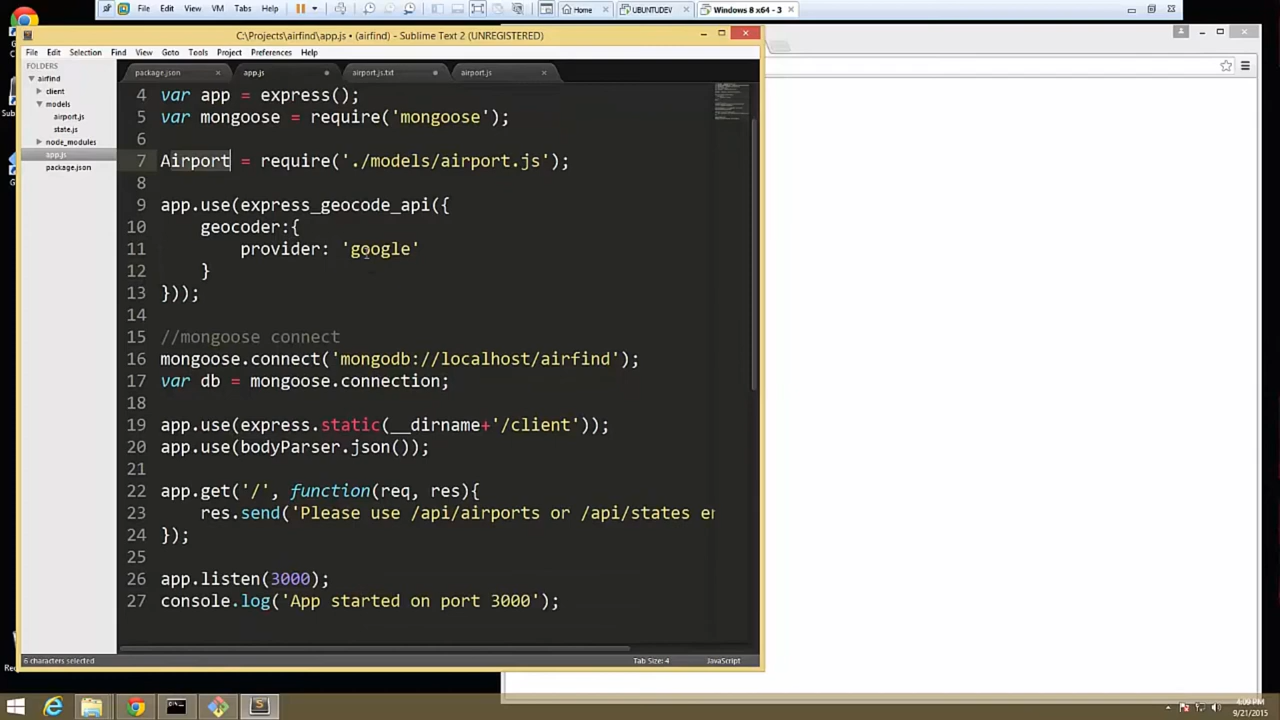 File Edit View VM Tabs Help
Home
UBUNTUDEV
Windows 8 x64 - 3
C:\Projects\airfind\app.js • (airfind) - Sublime Text 2 (UNREGISTERED)
File Edit Selection Find View Goto Tools Project Preferences Help
FOLDERS
airfind
client
models
airport.js
state.js
node_modules
app.js
package.json
package.json
app.js
airport.js.txt
airport.js
4 var app = express();
5 var mongoose = require('mongoose');
6
7 Airport = require('./models/airport.js');
8
9 app.use(express_geocode_api({
10 geocoder:{
11 provider: 'google'
12 }
13 }));
14
15 //mongoose connect
16 mongoose.connect('mongodb://localhost/airfind');
17 var db = mongoose.connection;
18
19 app.use(express.static(__dirname+'/client'));
20 app.use(bodyParser.json());
21
22 app.get('/', function(req, res){
23 res.send('Please use /api/airports or /api/states en
24 });
25
26 app.listen(3000);
27 console.log('App started on port 3000');
6 characters selected
Tab Size: 4
JavaScript
4:09 PM
9/21/2015